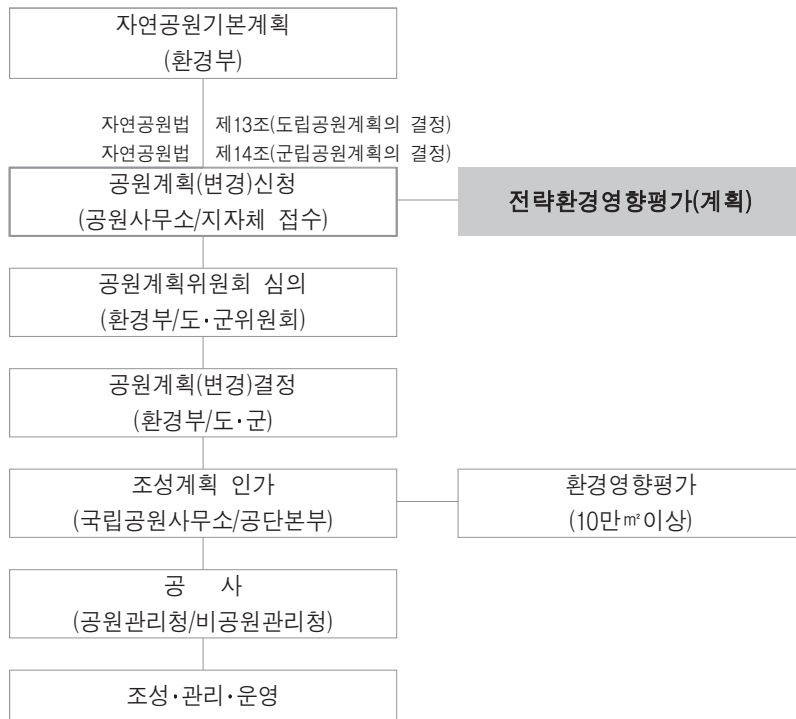 자연공원기본계획
(환경부)
자연공원법 제13조(도립공원계획의 결정)
자연공원법 제14조(군립공원계획의 결정)
공원계획(변경)신청
(공원사무소/지자체 접수)
전략환경영향평가(계획)
공원계획위원회 심의
(환경부/도·군위원회)
공원계획(변경)결정
(환경부/도·군)
조성계획 인가
(국립공원사무소/공단본부)
환경영향평가
(10만㎡이상)
공 사
(공원관리청/비공원관리청)
조성·관리·운영